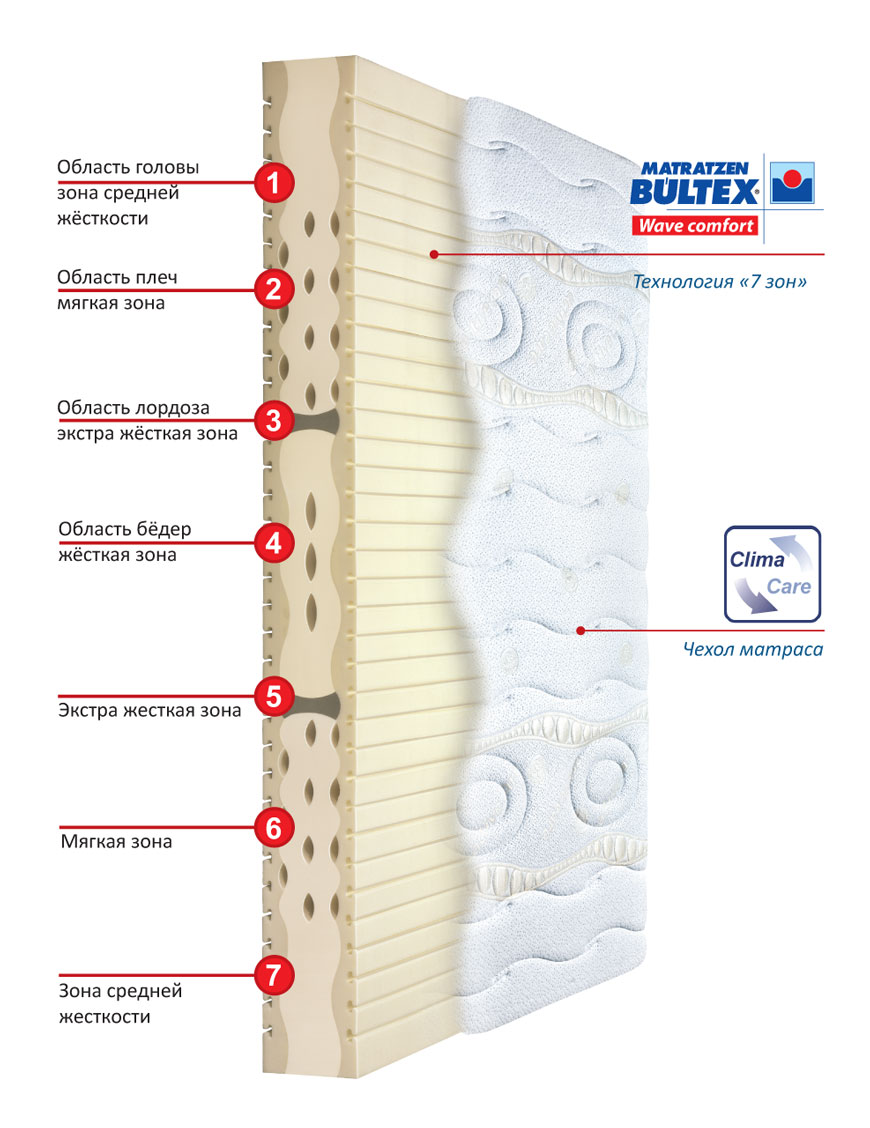 Область головы
зона средней
жёсткости
1
Область плеч
мягкая зона
2
Область лордоза
экстра жёсткая зона
3
Область бёдер
жёсткая зона
4
Экстра жесткая зона
5
Мягкая зона
6
Зона средней
жесткости
7
MATRATZEN
BÜLTEX®
Wave comfort
Технология «7 зон»
Clima
Care
Чехол матраса